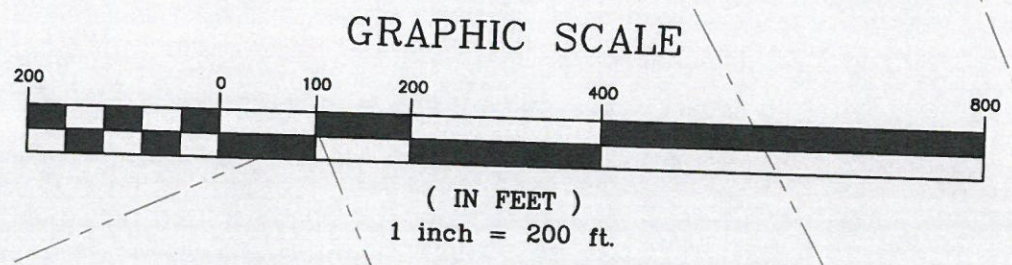 GRAPHIC SCALE
200 0 100 200 400 800
( IN FEET )
1 inch = 200 ft.